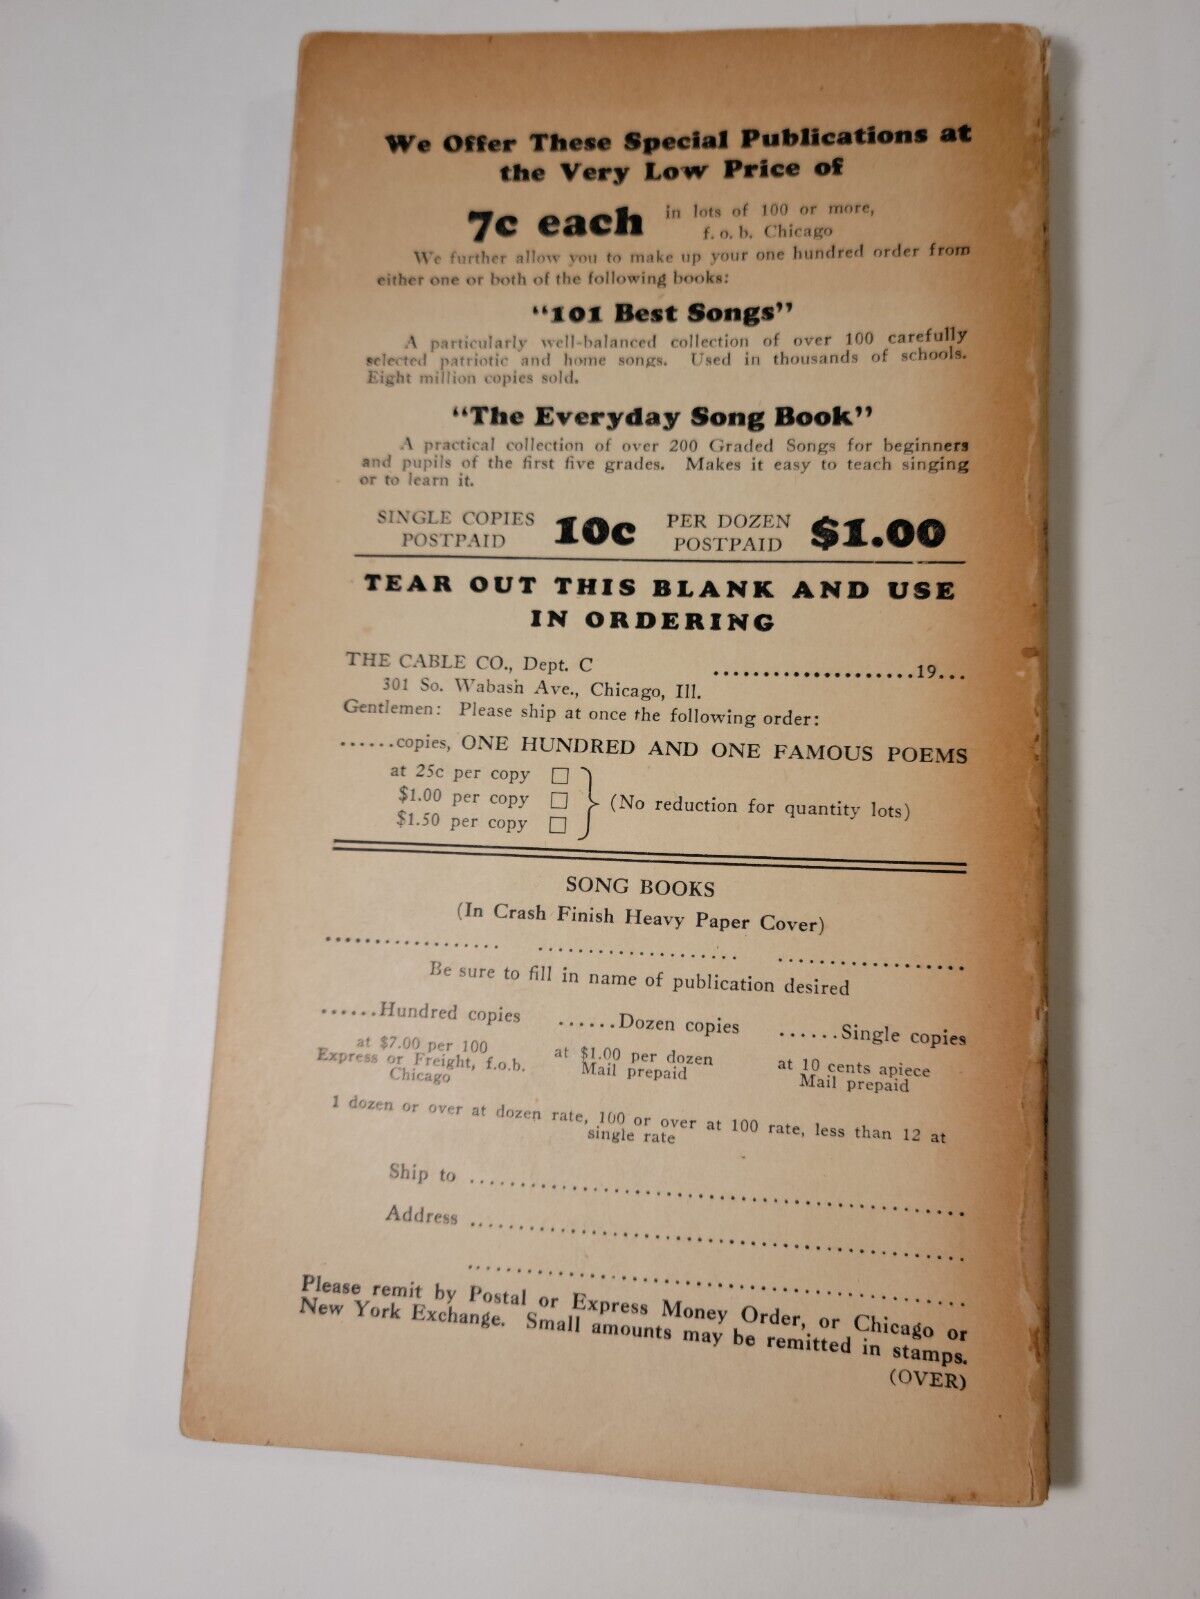 We Offer These Special Publications at
the Very Low Price of
7c each in lots of 100 or more,
f. o. b. Chicago
We further allow you to make up your one hundred order from
either one or both of the following books:
"101 Best Songs"
A particularly well-balanced collection of over 100 carefully
selected patriotic and home songs. Used in thousands of schools.
Eight million copies sold.
"The Everyday Song Book"
A practical collection of over 200 Graded Songs for beginners
and pupils of the first five grades. Makes it easy to teach singing
or to learn it.
SINGLE COPIES POSTPAID 10c PER DOZEN POSTPAID $1.00
TEAR OUT THIS BLANK AND USE
IN ORDERING
THE CABLE CO., Dept. C ....................19...
301 So. Wabash Ave., Chicago, Ill.
Gentlemen: Please ship at once the following order:
......copies, ONE HUNDRED AND ONE FAMOUS POEMS
at 25c per copy □
$1.00 per copy □ (No reduction for quantity lots)
$1.50 per copy □
SONG BOOKS
(In Crash Finish Heavy Paper Cover)
.................. .................... ...................
Be sure to fill in name of publication desired
......Hundred copies ......Dozen copies ......Single copies
at $7.00 per 100 at $1.00 per dozen at 10 cents apiece
Express or Freight, f.o.b. Mail prepaid Mail prepaid
Chicago
1 dozen or over at dozen rate, 100 or over at 100 rate, less than 12 at
single rate
Ship to ..................................................
Address ..................................................
..................................................
Please remit by Postal or Express Money Order, or Chicago or
New York Exchange. Small amounts may be remitted in stamps.
(OVER)